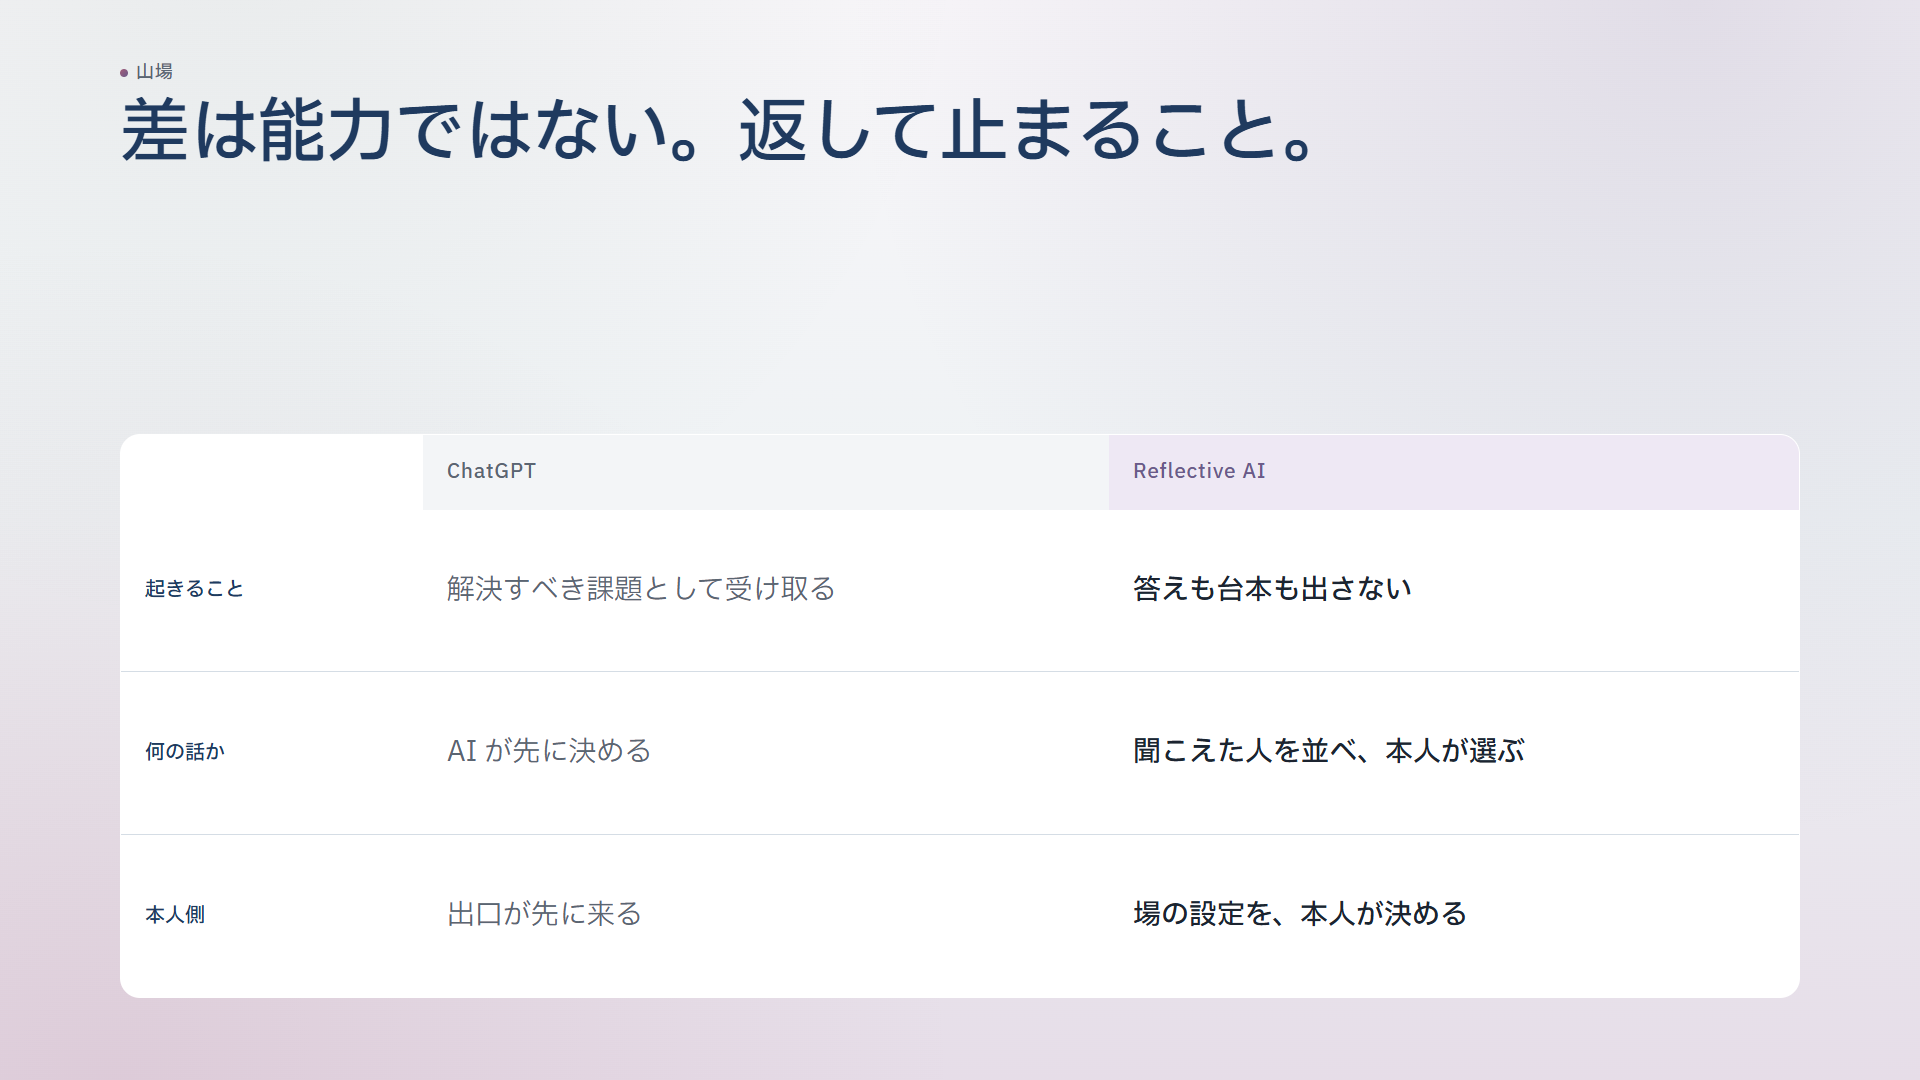 山場
差は能力ではない。返して止まること。
ChatGPT
Reflective AI
起きること
解決すべき課題として受け取る
答えも台本も出さない
何の話か
AI が先に決める
聞こえた人を並べ、本人が選ぶ
本人側
出口が先に来る
場の設定を、本人が決める